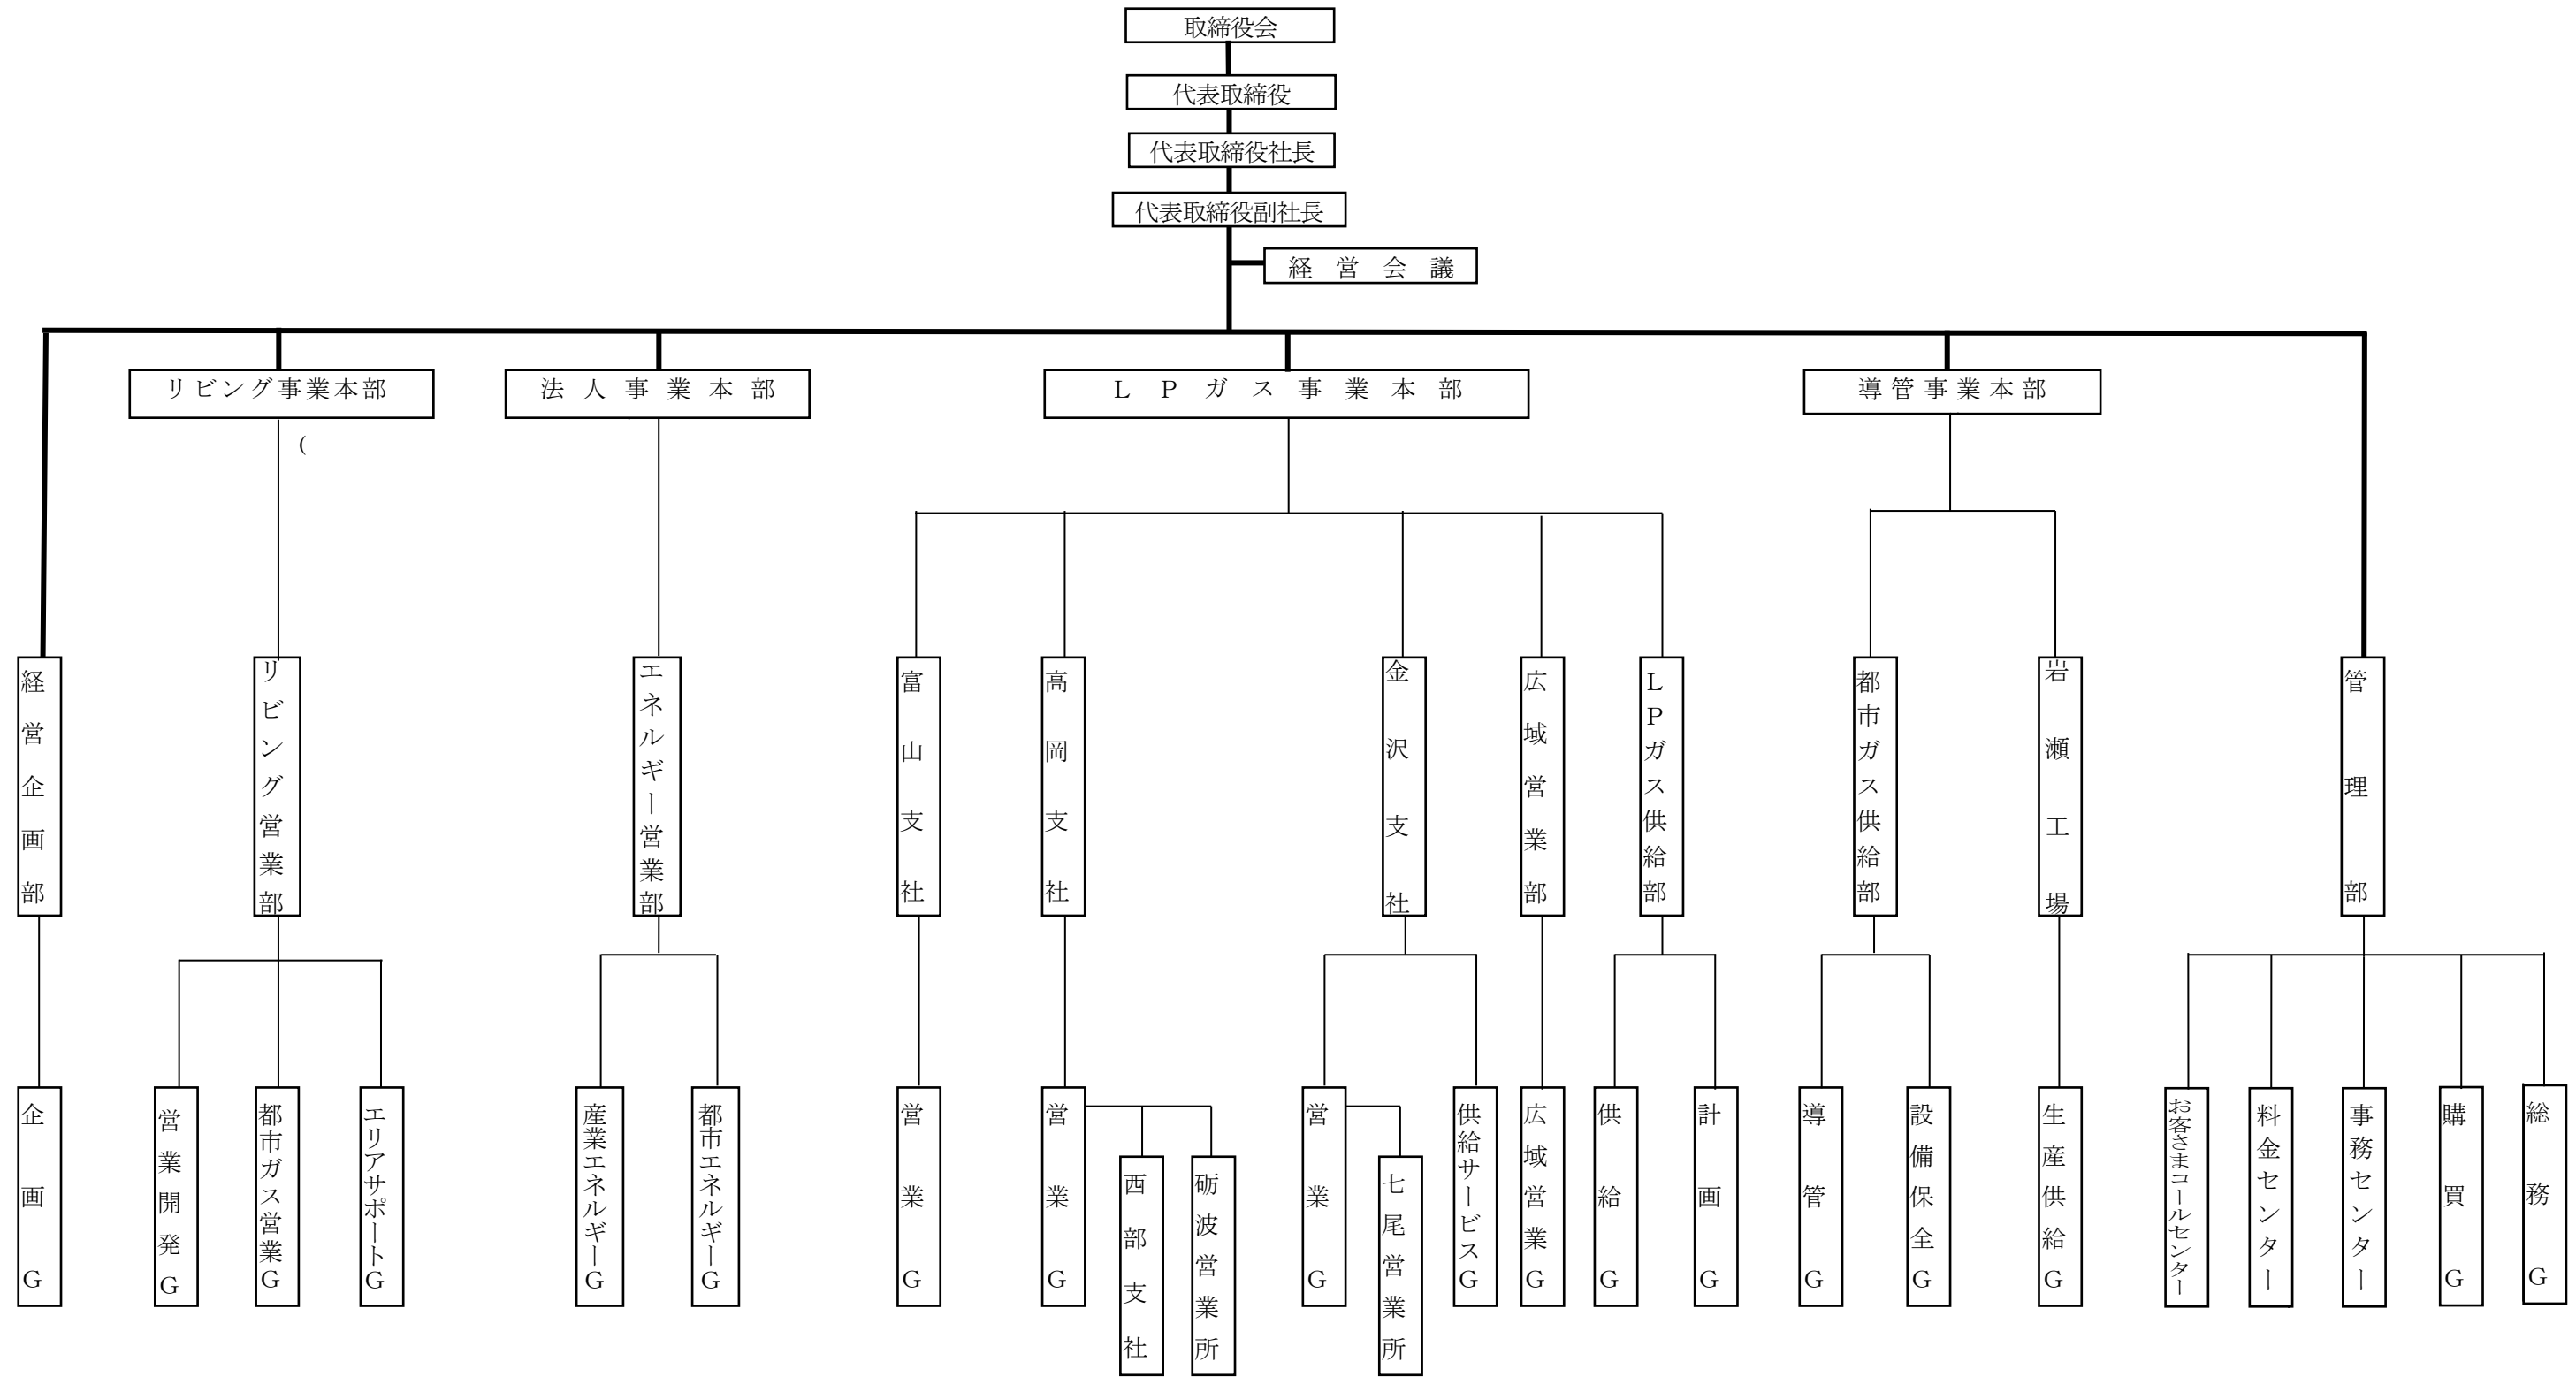 取締役会
代表取締役
代表取締役社長
代表取締役副社長
経営会議
リビング事業本部
法人事業本部
ＬＰガス事業本部
導管事業本部
(
経営企画部
リビング営業部
エネルギー営業部
富山支社
高岡支社
金沢支社
広域営業部
ＬＰガス供給部
都市ガス供給部
岩瀬工場
管理部
企画Ｇ
営業開発Ｇ
都市ガス営業Ｇ
エリアサポートＧ
産業エネルギーＧ
都市エネルギーＧ
営業Ｇ
営業Ｇ
西部支社
砺波営業所
営業Ｇ
七尾営業所
供給サービスＧ
広域営業Ｇ
供給Ｇ
計画Ｇ
導管Ｇ
設備保全Ｇ
生産供給Ｇ
お客さまコールセンター
料金センター
事務センター
購買Ｇ
総務Ｇ